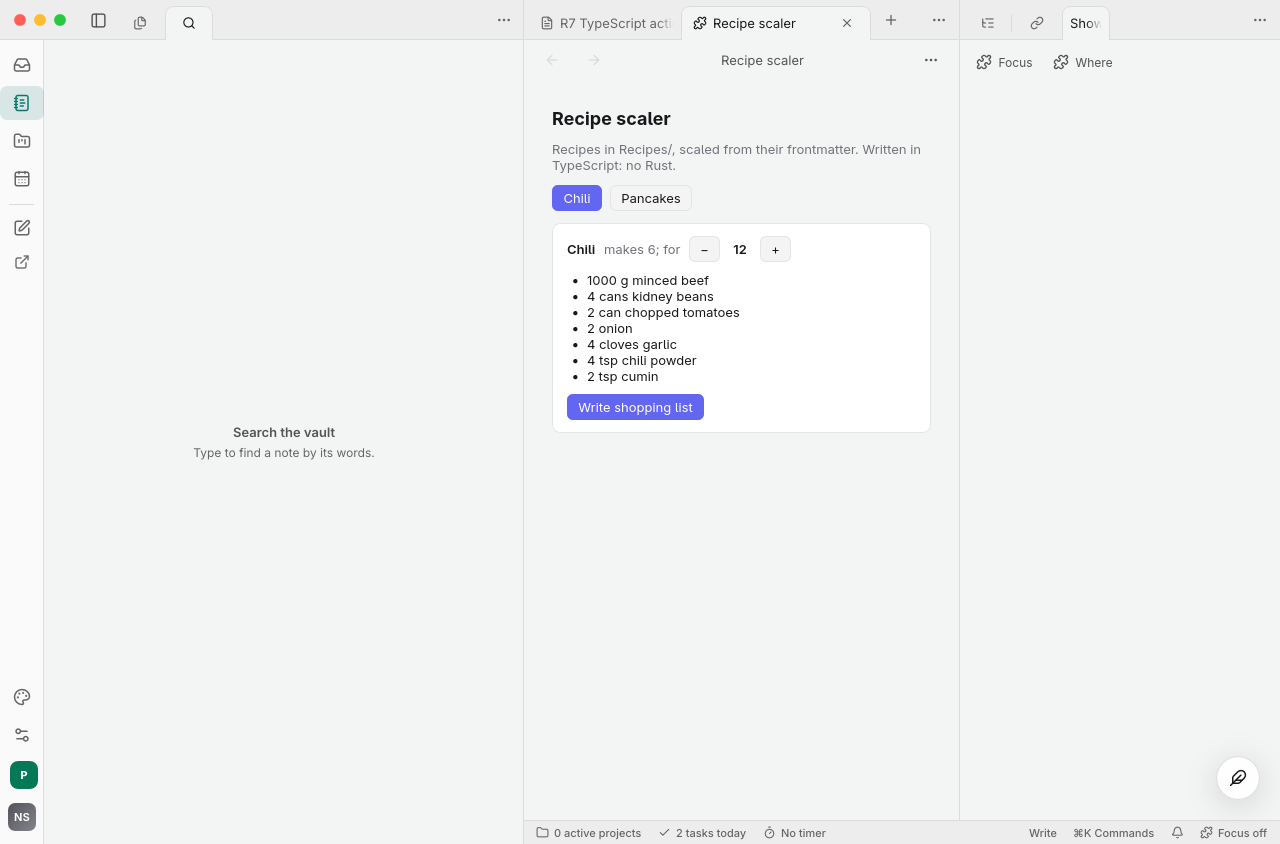 R7 TypeScript acti
Recipe scaler
Show
Recipe scaler
Focus
Where
Recipe scaler
Recipes in Recipes/, scaled from their frontmatter. Written in
TypeScript: no Rust.
Chili
Pancakes
Chili makes 6; for − 12 +
• 1000 g minced beef
• 4 cans kidney beans
• 2 can chopped tomatoes
• 2 onion
• 4 cloves garlic
• 4 tsp chili powder
• 2 tsp cumin
Write shopping list
Search the vault
Type to find a note by its words.
P
NS
0 active projects
2 tasks today
No timer
Write
⌘K Commands
Focus off